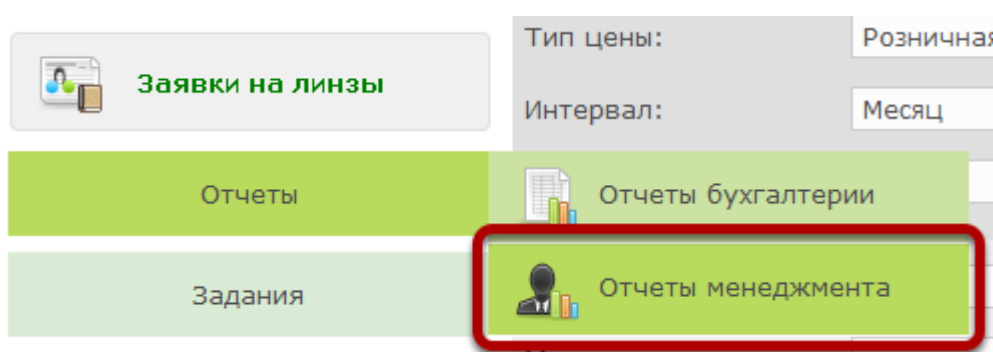 Тип цены:
Розничная
Заявки на линзы
Интервал:
Месяц
Отчеты
Отчеты бухгалтерии
Отчеты менеджмента
Задания